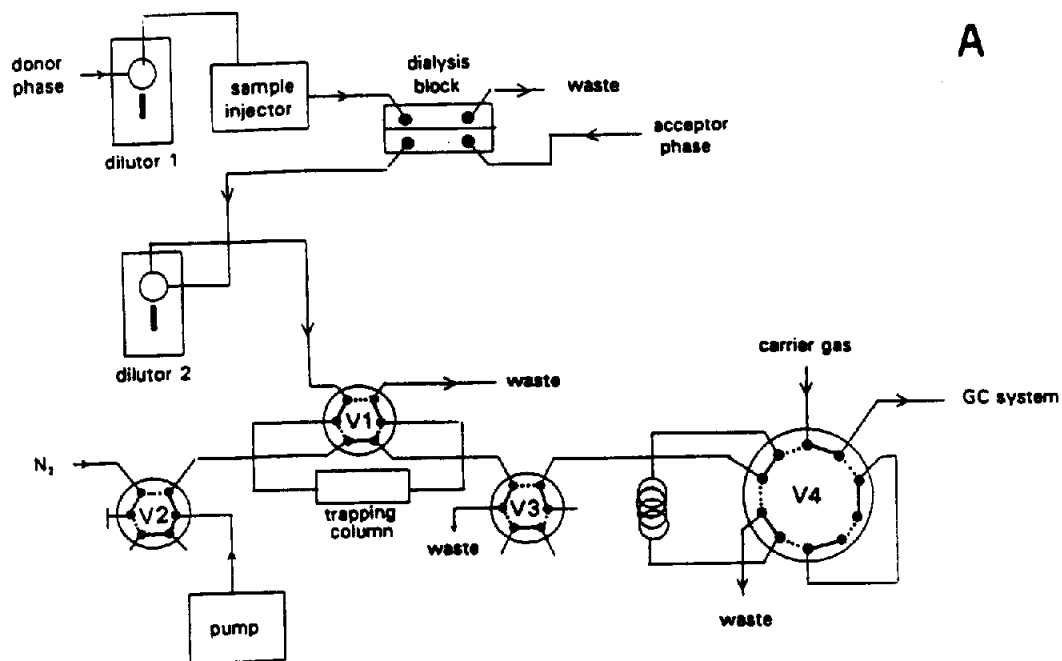 A
donor
phase
sample
injector
dialysis
block
waste
acceptor
phase
dilutor 1
dilutor 2
carrier gas
waste
GC system
V1
N₂
V2
trapping
column
V3
waste
V4
waste
pump